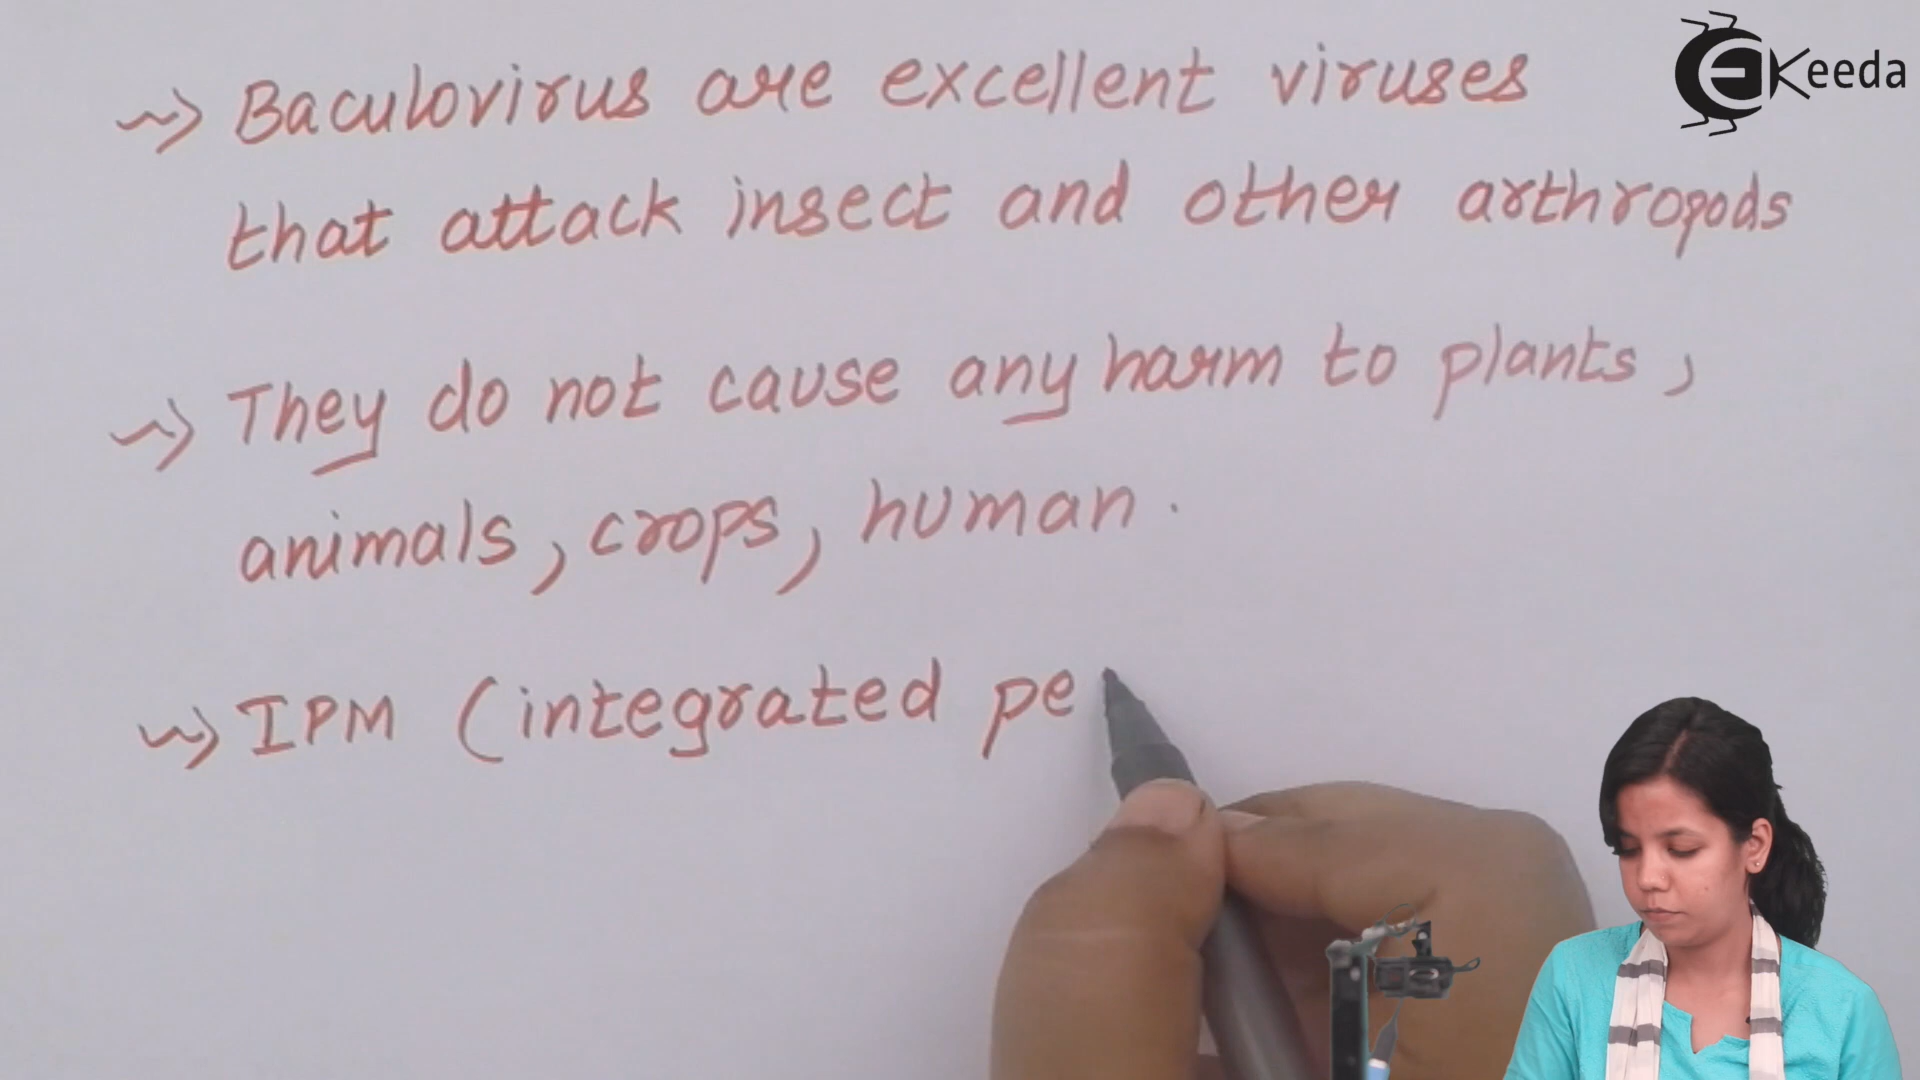 Baculovirus are excellent viruses
that attack insect and other arthropods
They do not cause any harm to plants,
animals, crops, human.
IPM (integrated pe
EKeeda